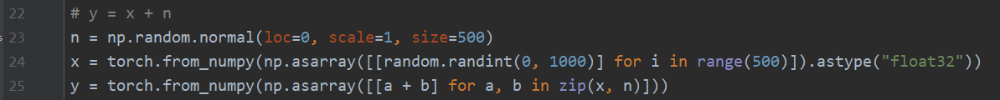 22 # y = x + n
23 n = np.random.normal(loc=0, scale=1, size=500)
24 x = torch.from_numpy(np.asarray([[random.randint(0, 1000)] for i in range(500)]).astype("float32"))
25 y = torch.from_numpy(np.asarray([[a + b] for a, b in zip(x, n)]))